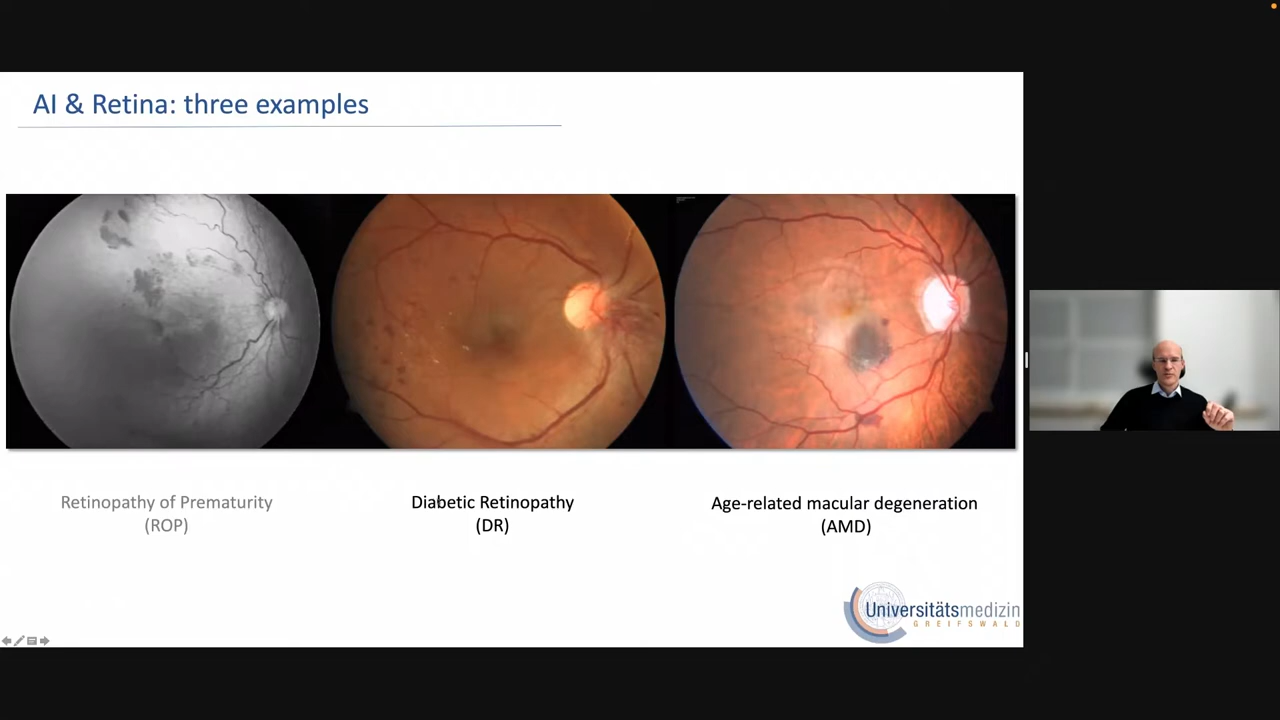 AI & Retina: three examples
Retinopathy of Prematurity
(ROP)
Diabetic Retinopathy
(DR)
Age-related macular degeneration
(AMD)
Universitätsmedizin
GREIFSWALD